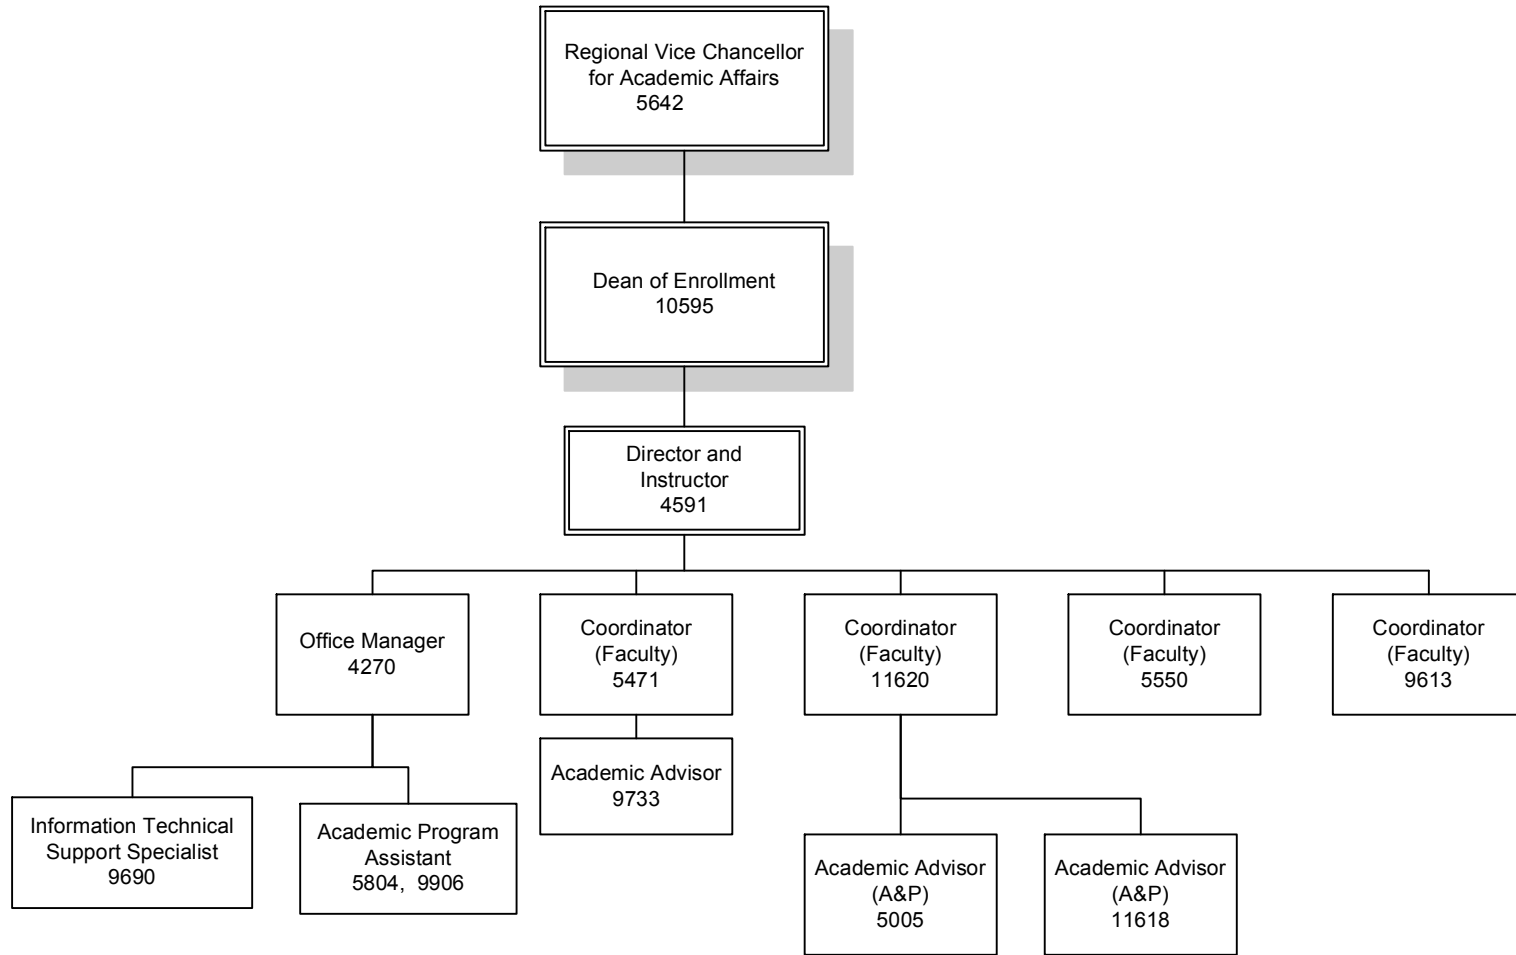 Regional Vice Chancellor
for Academic Affairs
5642
Dean of Enrollment
10595
Director and
Instructor
4591
Office Manager
4270
Coordinator
(Faculty)
5471
Coordinator
(Faculty)
11620
Coordinator
(Faculty)
5550
Coordinator
(Faculty)
9613
Information Technical
Support Specialist
9690
Academic Program
Assistant
5804,  9906
Academic Advisor
9733
Academic Advisor
(A&P)
5005
Academic Advisor
(A&P)
11618